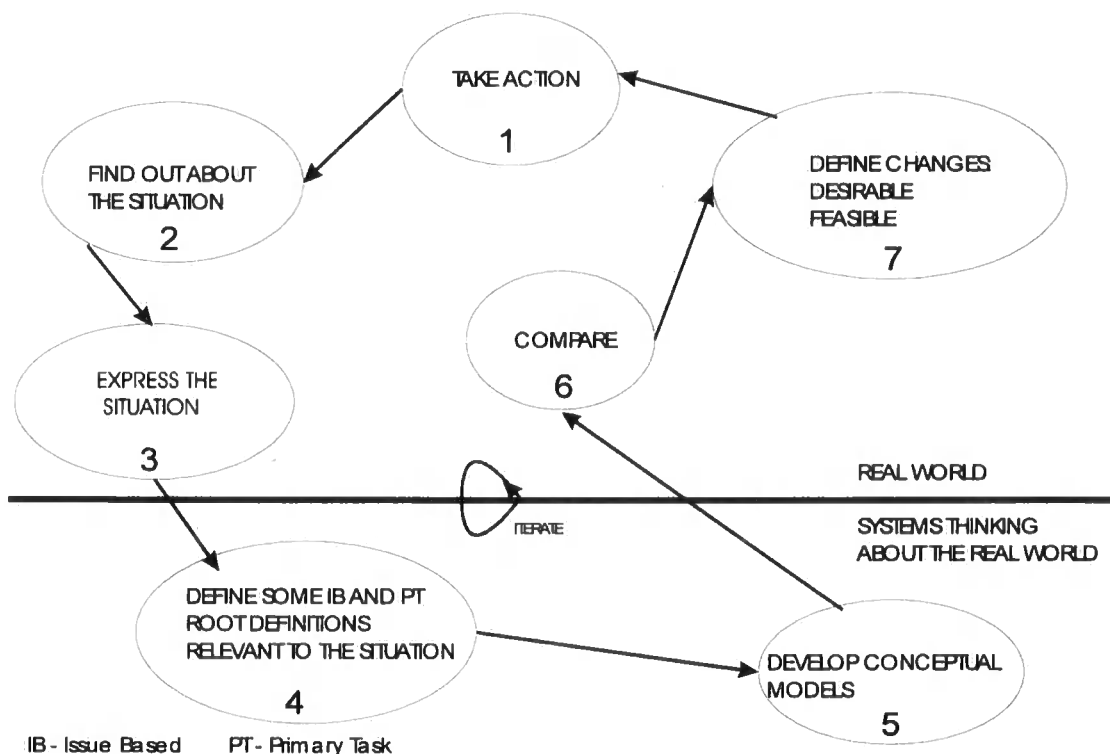 TAKE ACTION
1
FIND OUT ABOUT
THE SITUATION
2
DEFINE CHANGES:
DESIRABLE
FEASIBLE
7
COMPARE
6
EXPRESS THE
SITUATION
3
REAL WORLD
ITERATE
SYSTEMS THINKING
ABOUT THE REAL WORLD
DEFINE SOME IB AND PT
ROOT DEFINITIONS
RELEVANT TO THE SITUATION
4
DEVELOP CONCEPTUAL
MODELS
5
IB - Issue Based PT - Primary Task